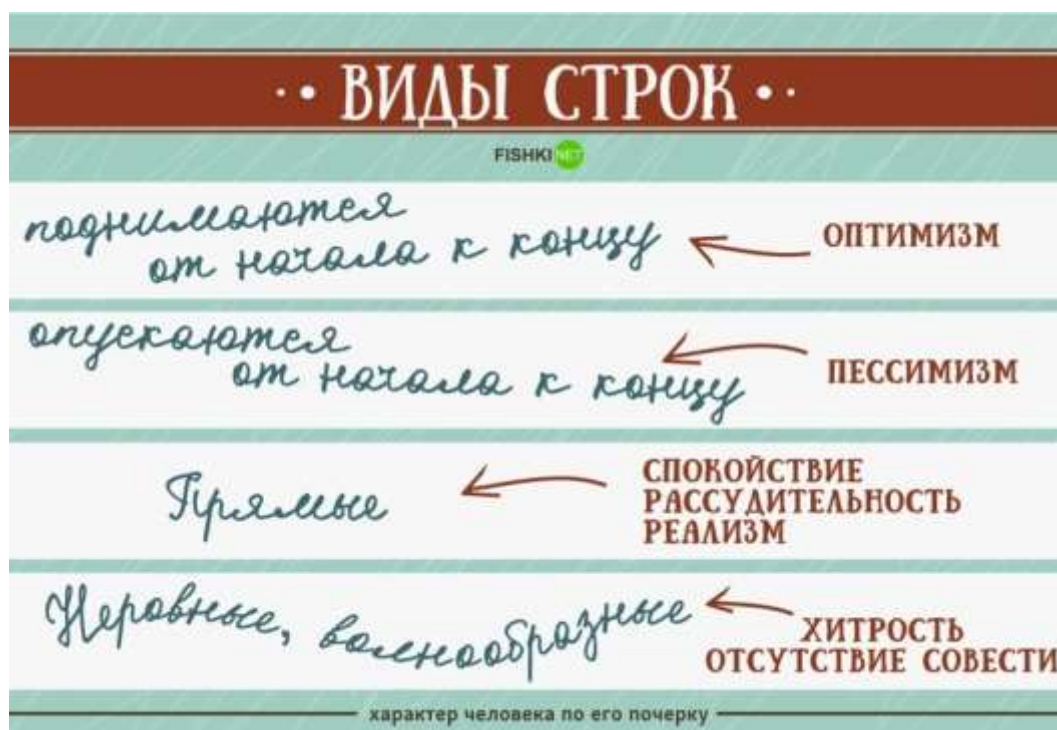 ·• ВИДЫ СТРОК •·
FISHKI NET
поднимаются
от начала к концу
ОПТИМИЗМ
опускаются
от начала к концу
ПЕССИМИЗМ
Прямые
СПОКОЙСТВИЕ
РАССУДИТЕЛЬНОСТЬ
РЕАЛИЗМ
Неровные, волнообразные
ХИТРОСТЬ
ОТСУТСТВИЕ СОВЕСТИ
характер человека по его почерку